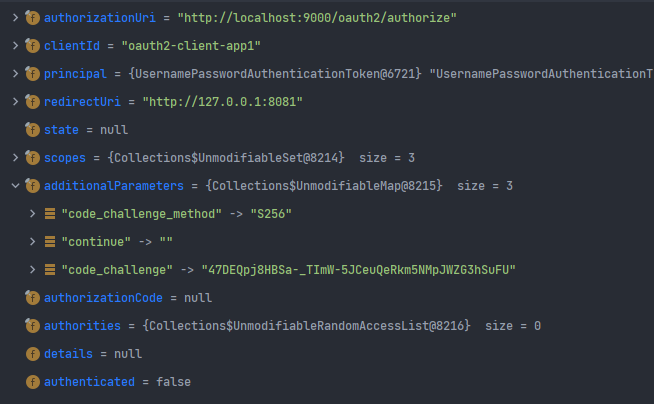 authorizationUri = "http://localhost:9000/oauth2/authorize"
clientId = "oauth2-client-app1"
principal = {UsernamePasswordAuthenticationToken@6721} "UsernamePasswordAuthenticationT
redirectUri = "http://127.0.0.1:8081"
state = null
scopes = {Collections$UnmodifiableSet@8214} size = 3
additionalParameters = {Collections$UnmodifiableMap@8215} size = 3
"code_challenge_method" -> "S256"
"continue" -> ""
"code_challenge" -> "47DEQpj8HBSa-_TImW-5JCeuQeRkm5NMpJWZG3hSuFU"
authorizationCode = null
authorities = {Collections$UnmodifiableRandomAccessList@8216} size = 0
details = null
authenticated = false